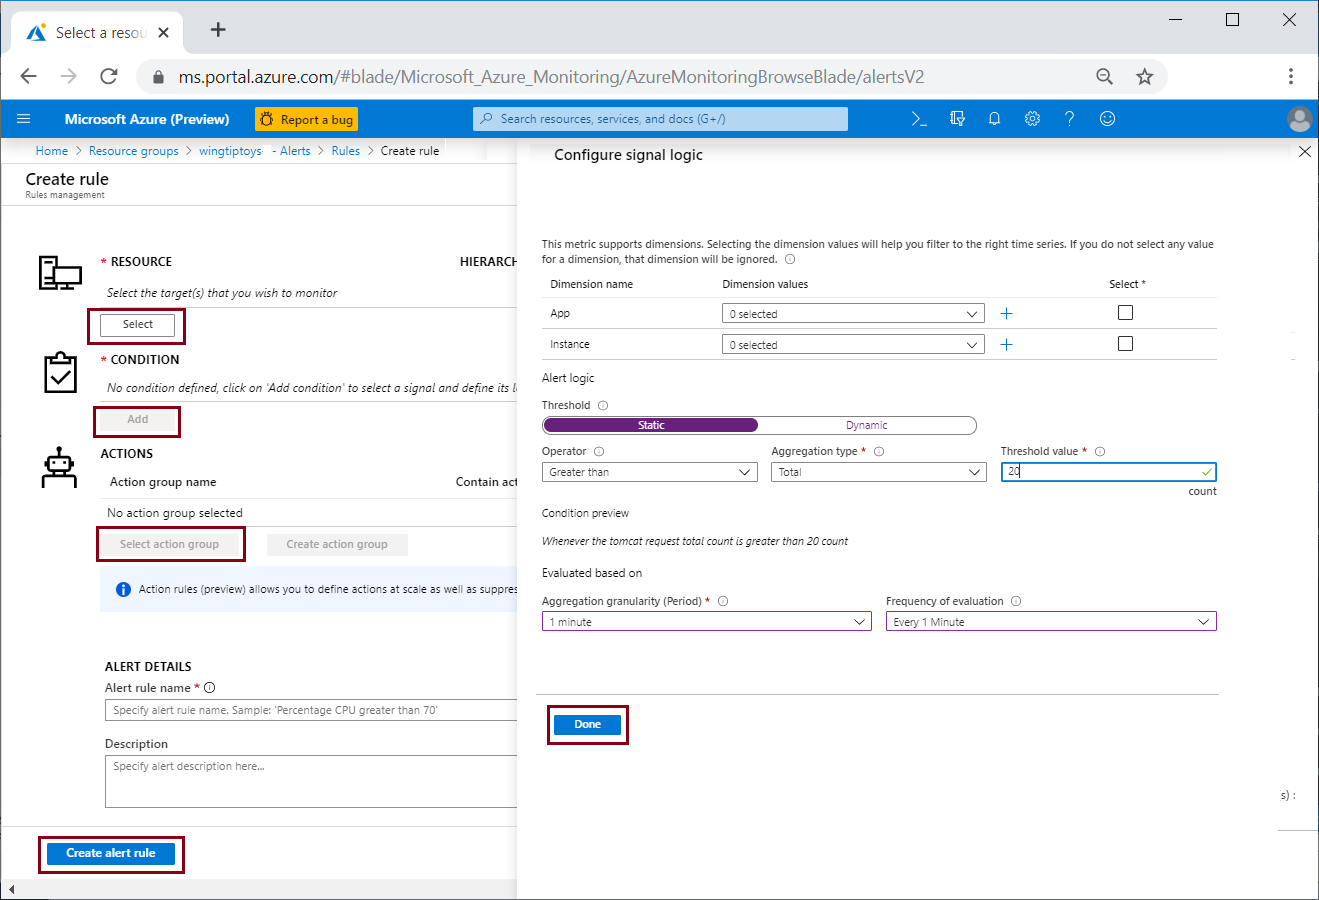 Select a resou
ms.portal.azure.com/#blade/Microsoft_Azure_Monitoring/AzureMonitoringBrowseBlade/alertsV2
Microsoft Azure (Preview)
Report a bug
Search resources, services, and docs (G+/)
Home > Resource groups > wingtiptoys - Alerts > Rules > Create rule
Create rule
Rules management
* RESOURCE
HIERARCH
Select the target(s) that you wish to monitor
Select
* CONDITION
No condition defined, click on 'Add condition' to select a signal and define its l
Add
ACTIONS
Action group name
Contain act
No action group selected
Select action group
Create action group
Action rules (preview) allows you to define actions at scale as well as suppres
ALERT DETAILS
Alert rule name *
Specify alert rule name. Sample: 'Percentage CPU greater than 70'
Description
Specify alert description here...
Create alert rule
Configure signal logic
This metric supports dimensions. Selecting the dimension values will help you filter to the right time series. If you do not select any value
for a dimension, that dimension will be ignored.
Dimension name
Dimension values
Select *
App
0 selected
Instance
0 selected
Alert logic
Threshold
Static
Dynamic
Operator
Aggregation type *
Threshold value *
Greater than
Total
20
count
Condition preview
Whenever the tomcat request total count is greater than 20 count
Evaluated based on
Aggregation granularity (Period) *
Frequency of evaluation
1 minute
Every 1 Minute
Done
s) :